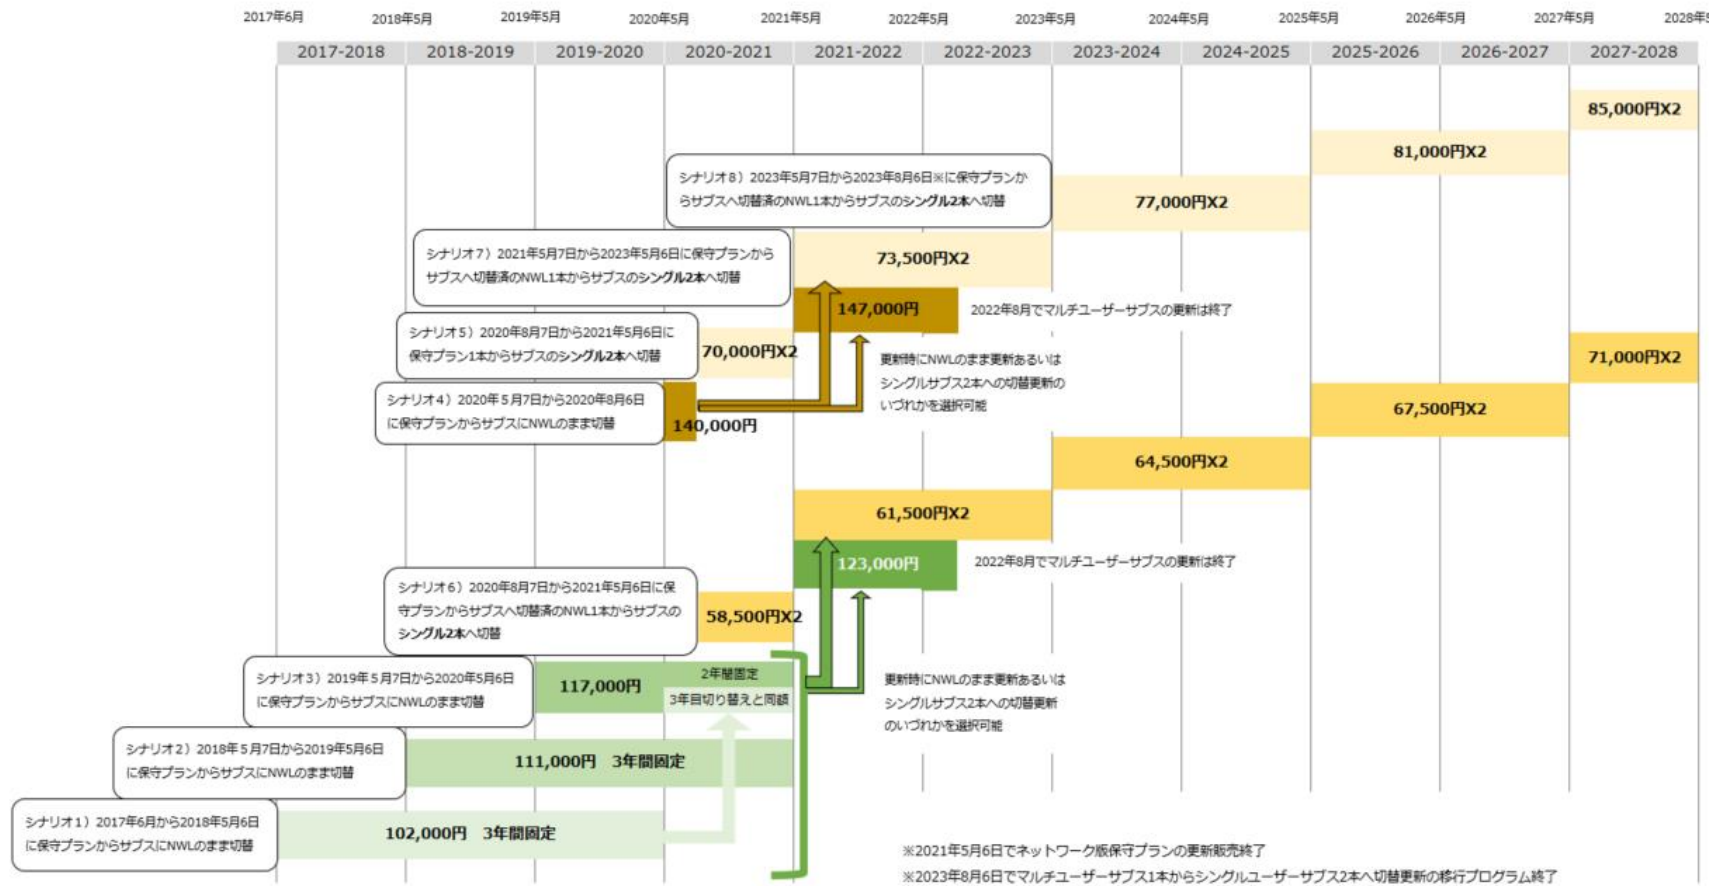 2017年6月
2018年5月
2019年5月
2020年5月
2021年5月
2022年5月
2023年5月
2024年5月
2025年5月
2026年5月
2027年5月
2028年5
2017-2018
2018-2019
2019-2020
2020-2021
2021-2022
2022-2023
2023-2024
2024-2025
2025-2026
2026-2027
2027-2028
85,000円X2
81,000円X2
シナリオ8）2023年5月7日から2023年8月6日※に保守プランか
らサブスへ切替済のNWL1本からサブスのシングル2本へ切替
77,000円X2
シナリオ7）2021年5月7日から2023年5月6日に保守プランから
サブスへ切替済のNWL1本からサブスのシングル2本へ切替
73,500円X2
147,000円
2022年8月でマルチユーザーサブスの更新は終了
シナリオ5）2020年8月7日から2021年5月6日に
保守プラン1本からサブスのシングル2本へ切替
70,000円X2
更新時にNWLのまま更新あるいは
シングルサブス2本への切替更新の
いづれかを選択可能
71,000円X2
シナリオ4）2020年５月7日から2020年8月6日
に保守プランからサブスにNWLのまま切替
140,000円
67,500円X2
64,500円X2
61,500円X2
123,000円
2022年8月でマルチユーザーサブスの更新は終了
シナリオ6）2020年8月7日から2021年5月6日に保
守プランからサブスへ切替済のNWL1本からサブスの
シングル2本へ切替
58,500円X2
シナリオ3）2019年５月7日から2020年5月6日
に保守プランからサブスにNWLのまま切替
117,000円
2年間固定
3年目切り替えと同額
更新時にNWLのまま更新あるいは
シングルサブス2本への切替更新
のいづれかを選択可能
シナリオ2）2018年５月7日から2019年5月6日
に保守プランからサブスにNWLのまま切替
111,000円　3年間固定
シナリオ1）2017年6月から2018年5月6日
に保守プランからサブスにNWLのまま切替
102,000円　3年間固定
※2021年5月6日でネットワーク版保守プランの更新販売終了
※2023年8月6日でマルチユーザーサブス1本からシングルユーザーサブス2本へ切替更新の移行プログラム終了